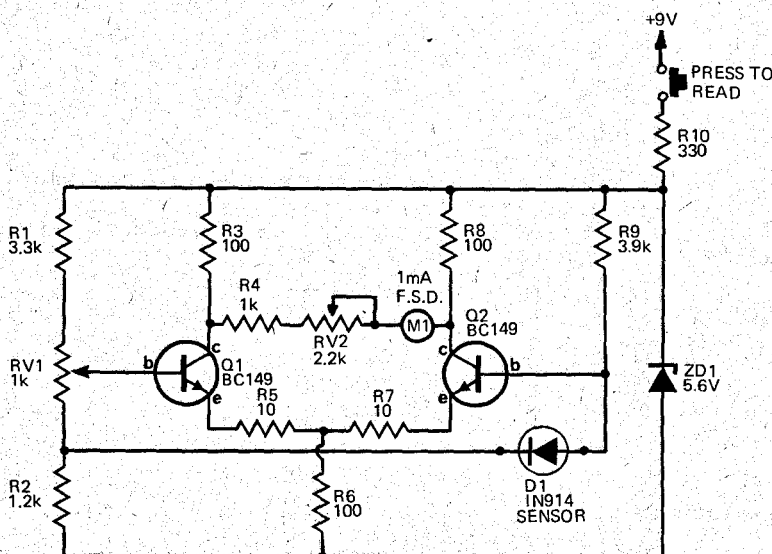 +9V
PRESS TO
READ
R10
330
R1
3.3k
R3
100
R8
100
R9
3.9k
R4
1k
1mA
F.S.D.
M1
RV2
2.2k
Q2
BC149
c
c
RV1
1k
b
Q1
BC149
b
ZD1
5.6V
e
R5
10
R7
10
e
R2
1.2k
R6
100
D1
IN914
SENSOR